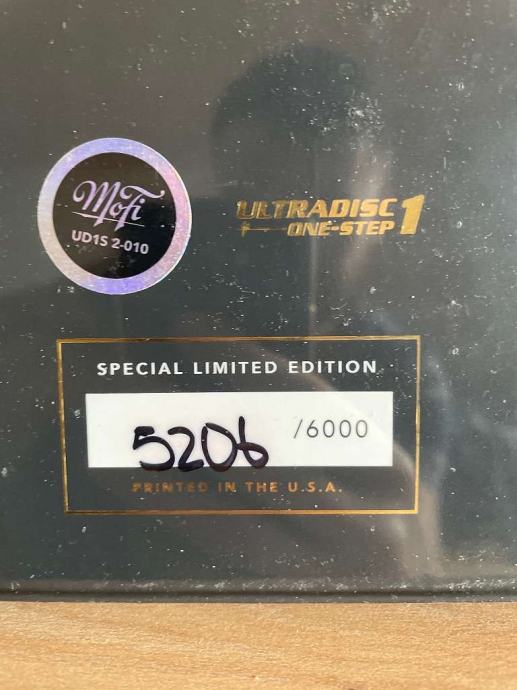 MoFi
UD1S 2-010
ULTRADISC
ONE-STEP 1
SPECIAL LIMITED EDITION
5206 /6000
PRINTED IN THE U.S.A.